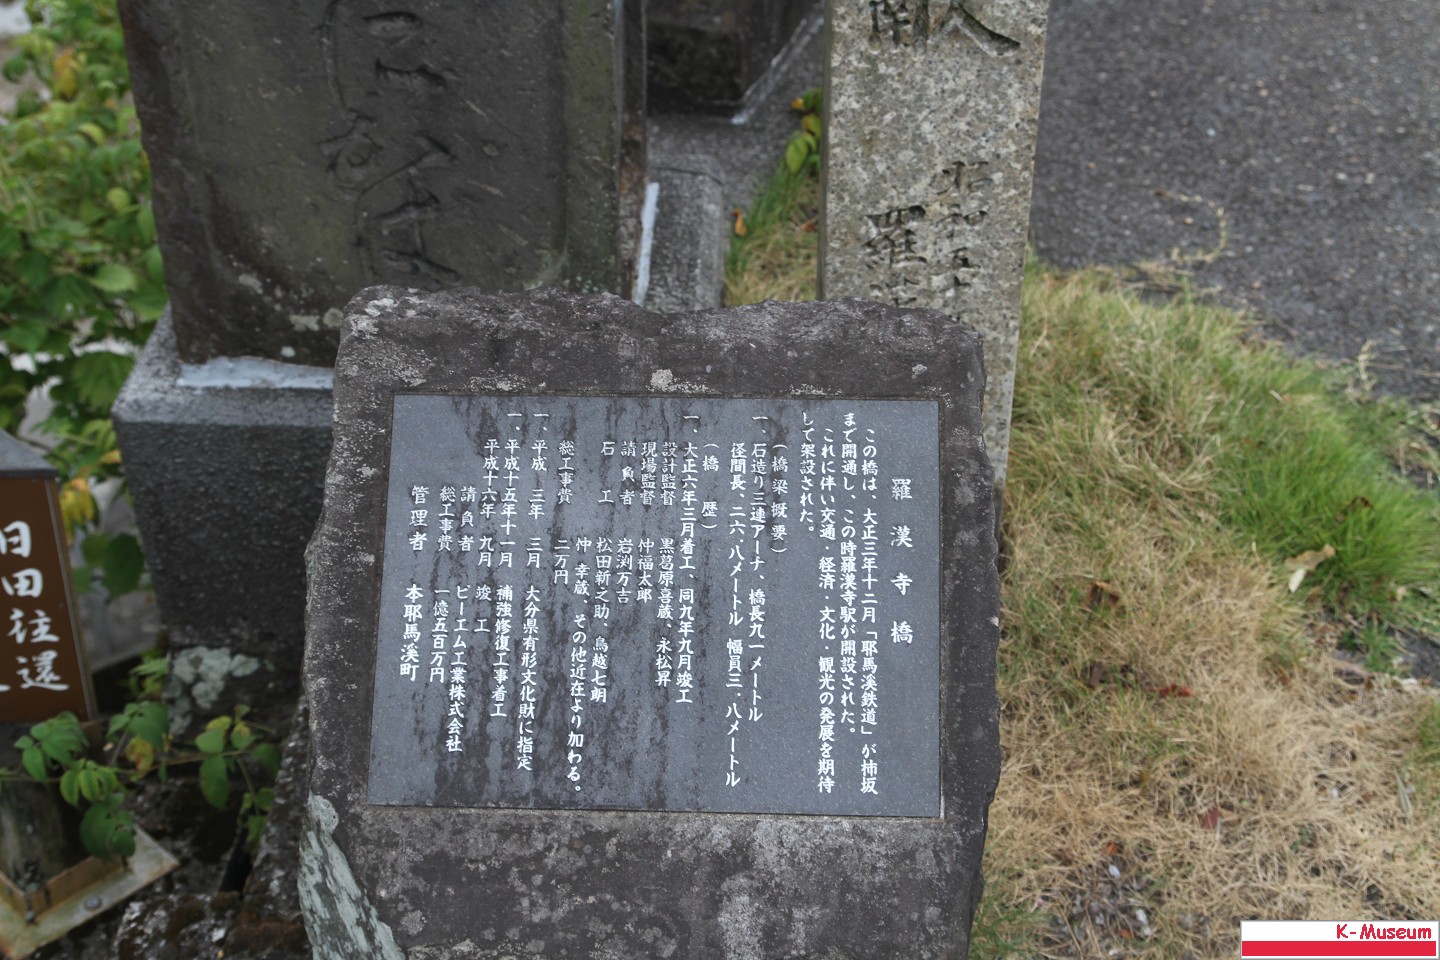 羅漢寺橋
この橋は、大正三年十二月「耶馬溪鉄道」が柿坂
まで開通し、この時羅漢寺駅が開設された。
これに伴い交通・経済・文化・観光の発展を期待
して架設された。
（橋梁概要）
一、石造り三連アーチ、橋長九一メートル
径間長、二六・八メートル 幅員三・八メートル
（橋歴）
一、大正六年三月着工、同九年九月竣工
設計監督 黒葛原喜蔵、永松昇
現場監督 仲福太郎
請負者 岩渕万吉
石工 松田新之助、鳥越七朗
仲 幸蔵、その他近在より加わる。
総工事費 二万円
一、平成 三年 三月 大分県有形文化財に指定
一、平成十五年十一月 補強修復工事着工
平成十六年 九月 竣工
請負者 ピーエム工業株式会社
総工事費 一億五百万円
管理者 本耶馬溪町
昭和五十
羅
日田往還
K-Museum